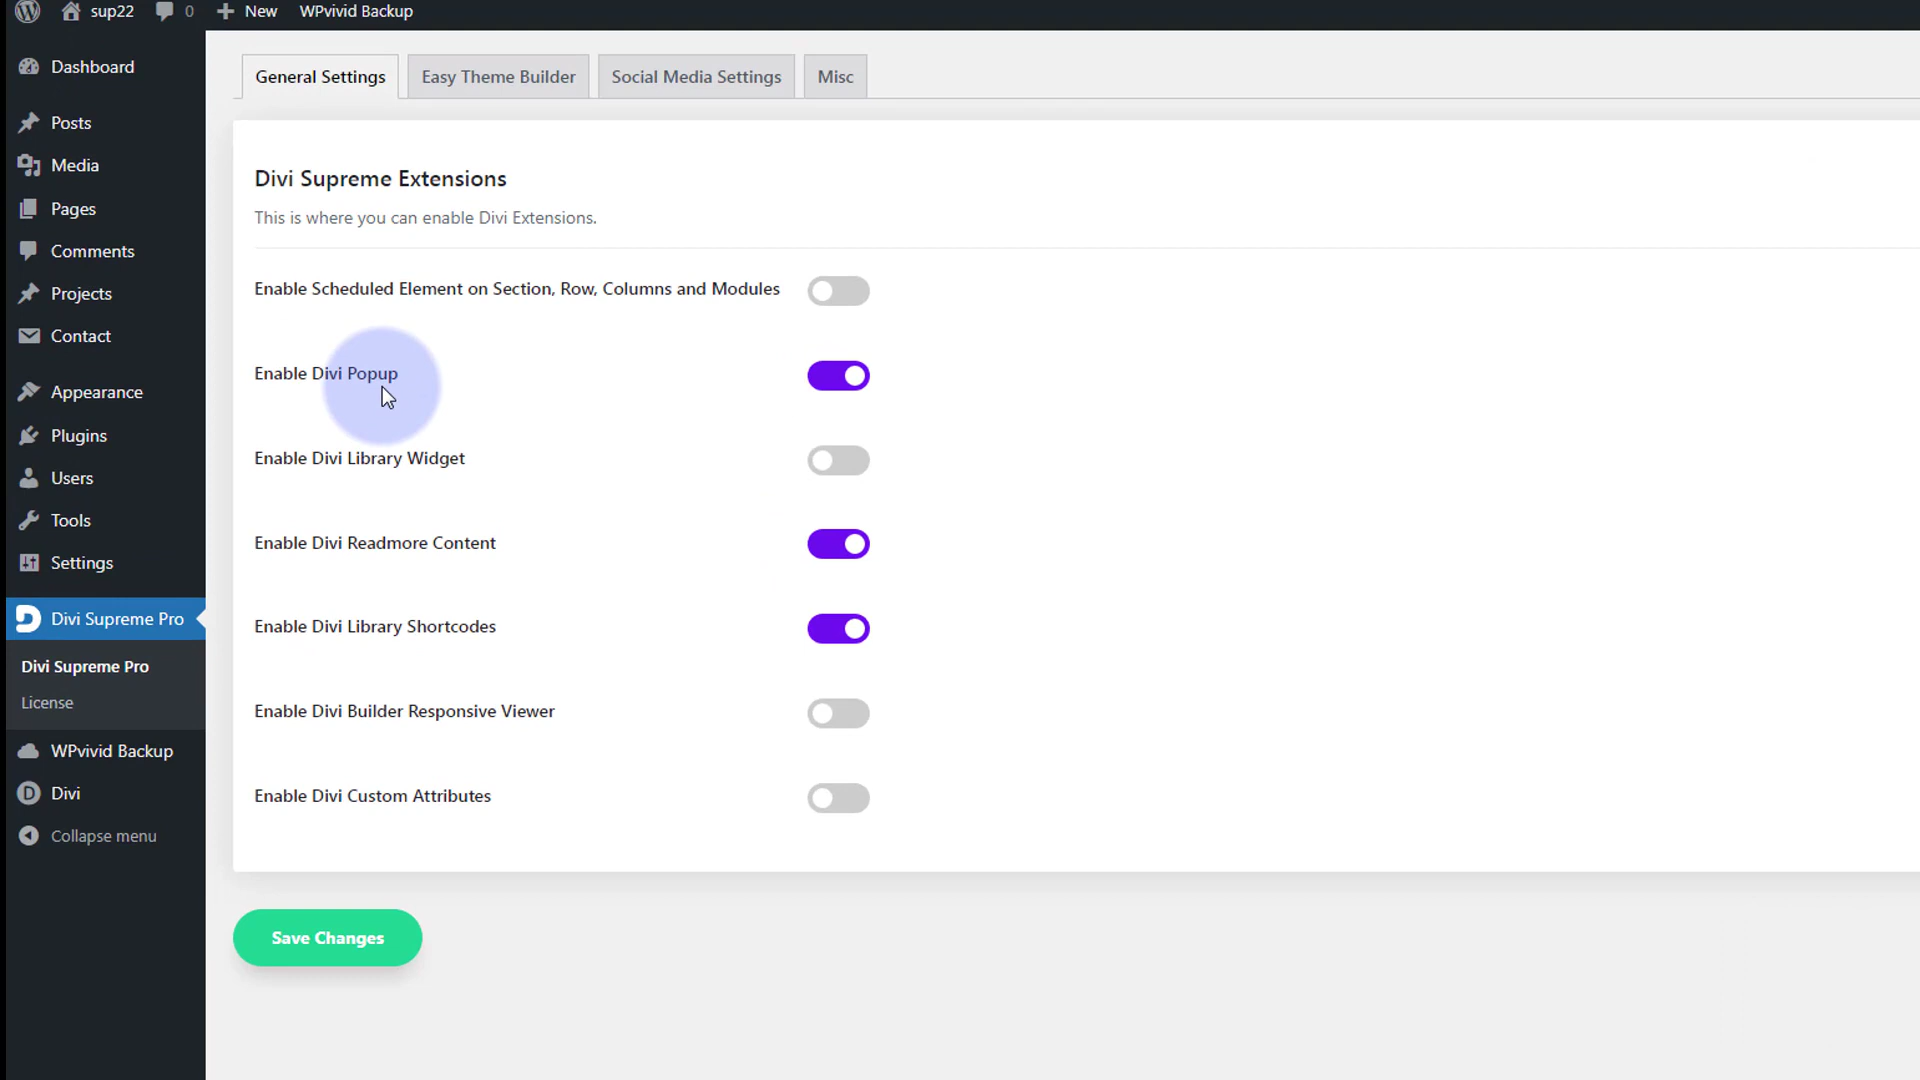 sup22
0
New
WPvivid Backup
Dashboard
Posts
Media
Pages
Comments
Projects
Contact
Appearance
Plugins
Users
Tools
Settings
Divi Supreme Pro
Divi Supreme Pro
License
WPvivid Backup
Divi
Collapse menu
General Settings
Easy Theme Builder
Social Media Settings
Misc
Divi Supreme Extensions
This is where you can enable Divi Extensions.
Enable Scheduled Element on Section, Row, Columns and Modules
Enable Divi Popup
Enable Divi Library Widget
Enable Divi Readmore Content
Enable Divi Library Shortcodes
Enable Divi Builder Responsive Viewer
Enable Divi Custom Attributes
Save Changes